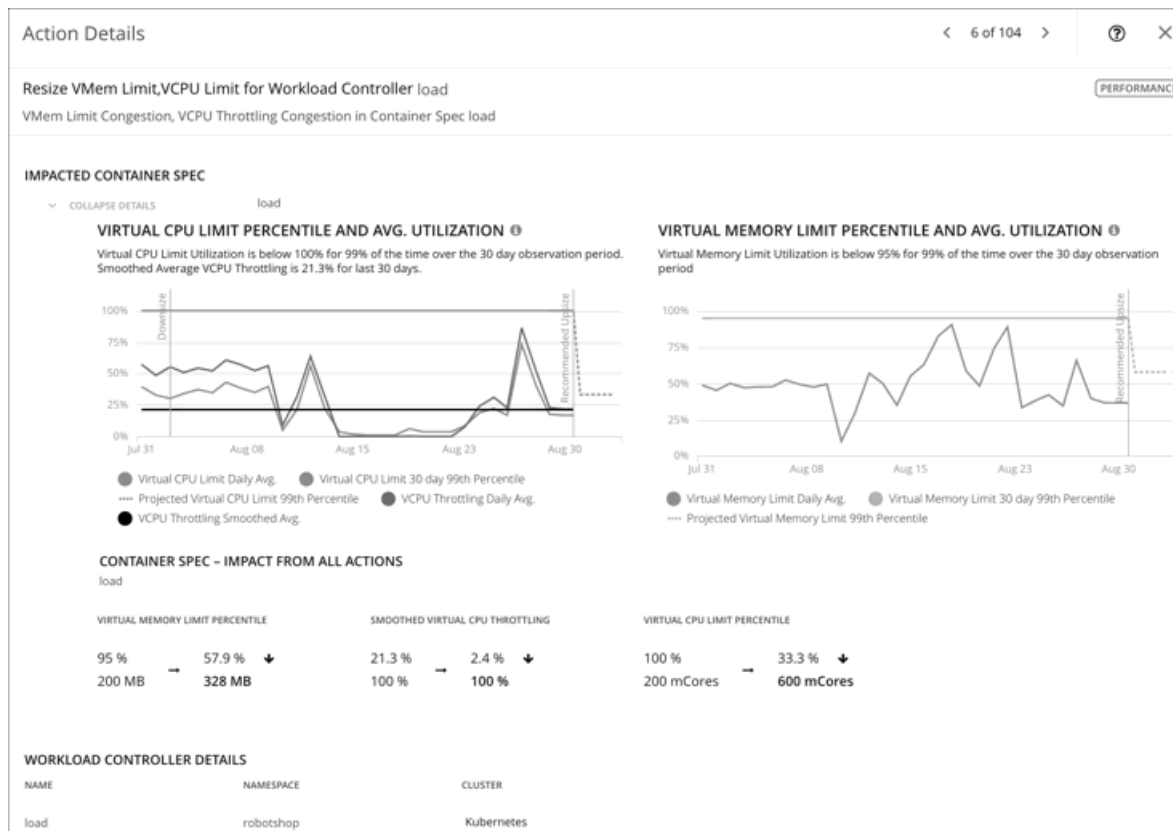 Action Details
6 of 104
Resize VMem Limit,VCPU Limit for Workload Controller load
PERFORMANCE
VMem Limit Congestion, VCPU Throttling Congestion in Container Spec load
IMPACTED CONTAINER SPEC
COLLAPSE DETAILS
load
VIRTUAL CPU LIMIT PERCENTILE AND AVG. UTILIZATION
Virtual CPU Limit Utilization is below 100% for 99% of the time over the 30 day observation period.
Smoothed Average VCPU Throttling is 21.3% for last 30 days.
100%
75%
50%
25%
0%
Downsize
Recommended Upsize
Jul 31
Aug 08
Aug 15
Aug 23
Aug 30
Virtual CPU Limit Daily Avg.
Virtual CPU Limit 30 day 99th Percentile
Projected Virtual CPU Limit 99th Percentile
VCPU Throttling Daily Avg.
VCPU Throttling Smoothed Avg.
VIRTUAL MEMORY LIMIT PERCENTILE AND AVG. UTILIZATION
Virtual Memory Limit Utilization is below 95% for 99% of the time over the 30 day observation
period
100%
75%
50%
25%
0%
Recommended Upsize
Jul 31
Aug 08
Aug 15
Aug 23
Aug 30
Virtual Memory Limit Daily Avg.
Virtual Memory Limit 30 day 99th Percentile
Projected Virtual Memory Limit 99th Percentile
CONTAINER SPEC – IMPACT FROM ALL ACTIONS
load
VIRTUAL MEMORY LIMIT PERCENTILE
95 % → 57.9 %
200 MB 328 MB
SMOOTHED VIRTUAL CPU THROTTLING
21.3 % → 2.4 %
100 % 100 %
VIRTUAL CPU LIMIT PERCENTILE
100 % → 33.3 %
200 mCores 600 mCores
WORKLOAD CONTROLLER DETAILS
NAME NAMESPACE CLUSTER
load robotshop Kubernetes